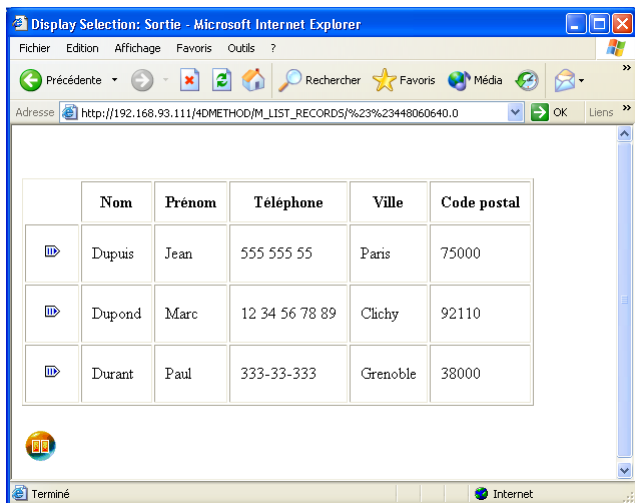 Display Selection: Sortie - Microsoft Internet Explorer
Fichier Edition Affichage Favoris Outils ?
Précédente Rechercher Favoris Média »
Adresse http://192.168.93.111/4DMETHOD/M_LIST_RECORDS/%23%23448060640.0 OK Liens »
Nom Prénom Téléphone Ville Code postal
Dupuis Jean 555 555 55 Paris 75000
Dupond Marc 12 34 56 78 89 Clichy 92110
Durant Paul 333-33-333 Grenoble 38000
Terminé Internet